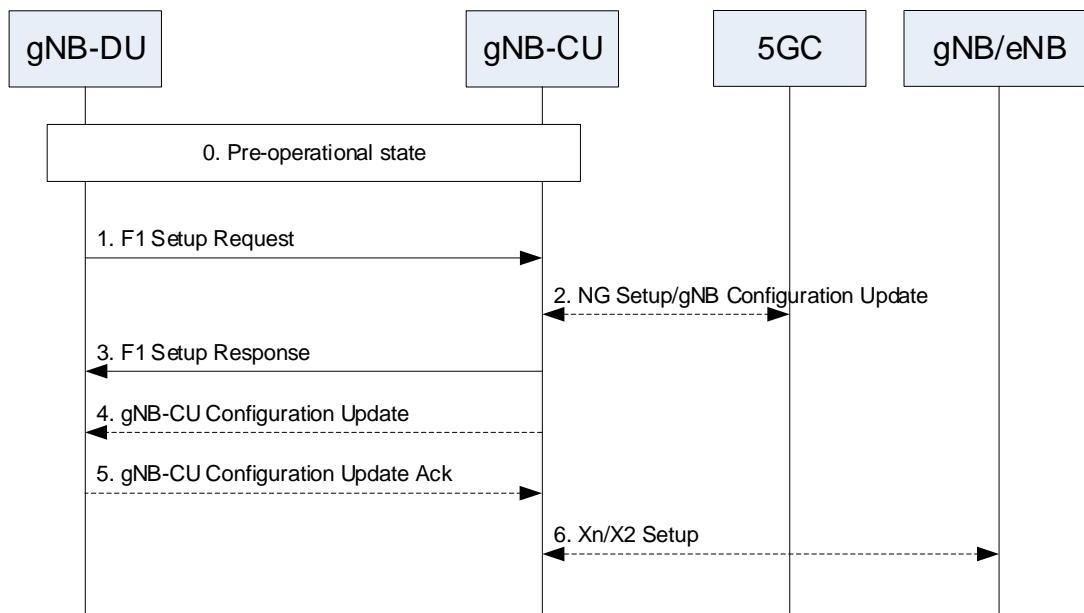 gNB-DU
gNB-CU
5GC
gNB/eNB
0. Pre-operational state
1. F1 Setup Request
2. NG Setup/gNB Configuration Update
3. F1 Setup Response
4. gNB-CU Configuration Update
5. gNB-CU Configuration Update Ack
6. Xn/X2 Setup